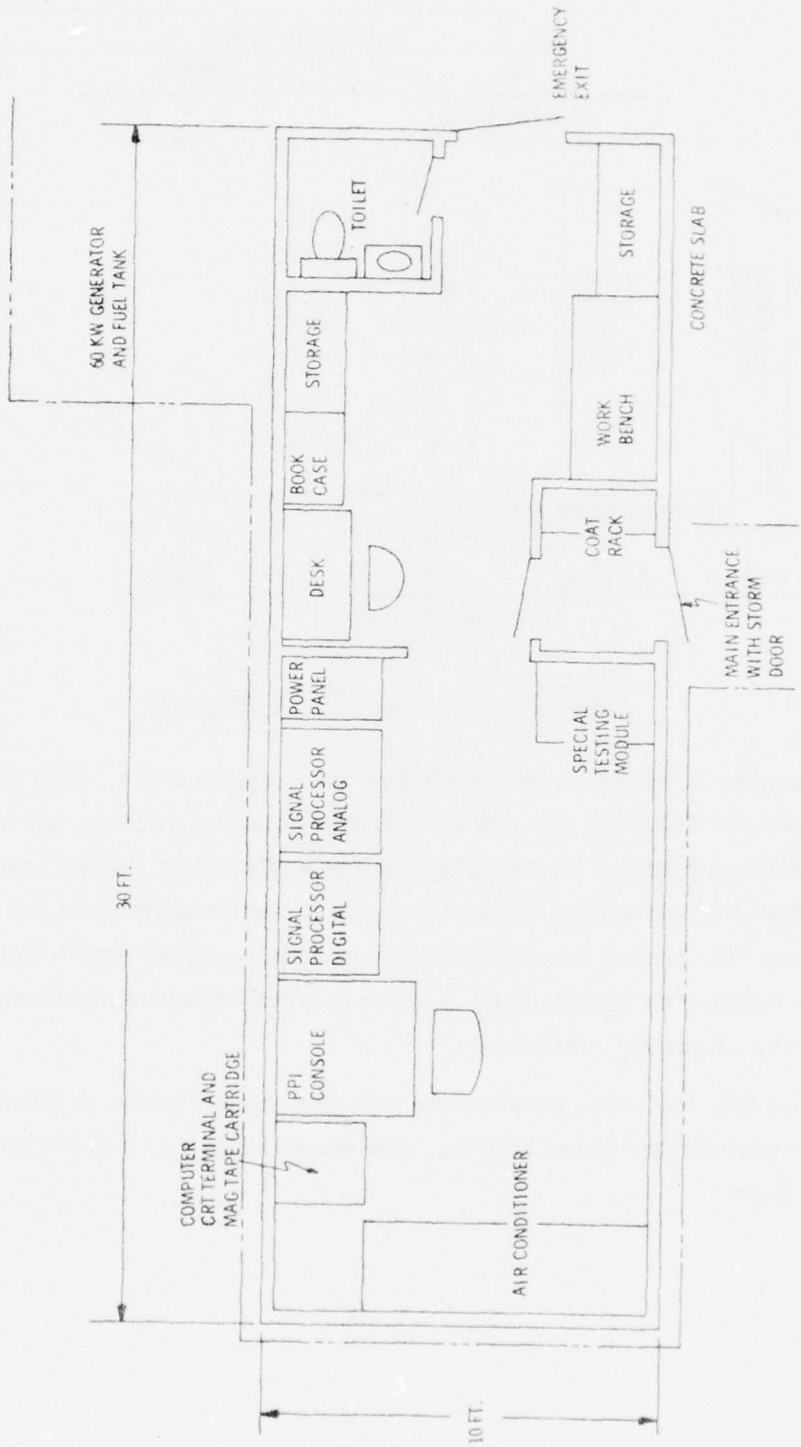 60 KW GENERATOR
AND FUEL TANK
30 FT.
COMPUTER
CRT TERMINAL AND
MAG TAPE CARTRIDGE
10 FT.
AIR CONDITIONER
PPI
CONSOLE
SIGNAL
PROCESSOR
DIGITAL
SIGNAL
PROCESSOR
ANALOG
POWER
PANEL
DESK
BOOK
CASE
STORAGE
TOILET
EMERGENCY
EXIT
SPECIAL
TESTING
MODULE
COAT
RACK
WORK
BENCH
STORAGE
MAIN ENTRANCE
WITH STORM
DOOR
CONCRETE SLAB